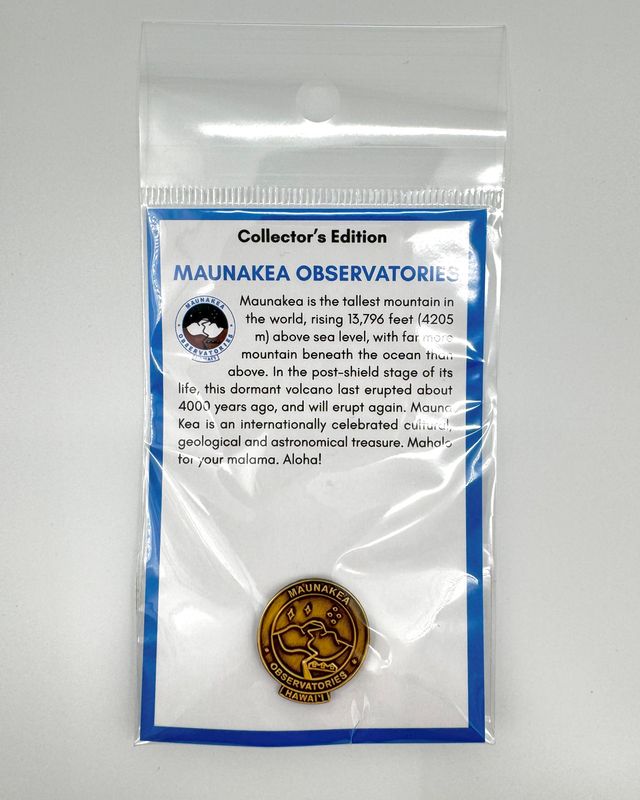 Collector's Edition
MAUNAKEA OBSERVATORIES
MAUNAKEA
OBSERVATORIES
HAWAI'I
Maunakea is the tallest mountain in
the world, rising 13,796 feet (4205
m) above sea level, with far more
mountain beneath the ocean than
above. In the post-shield stage of its
life, this dormant volcano last erupted about
4000 years ago, and will erupt again. Mauna
Kea is an internationally celebrated cultural,
geological and astronomical treasure. Mahalo
for your malama. Aloha!
MAUNAKEA
OBSERVATORIES
HAWAI'I